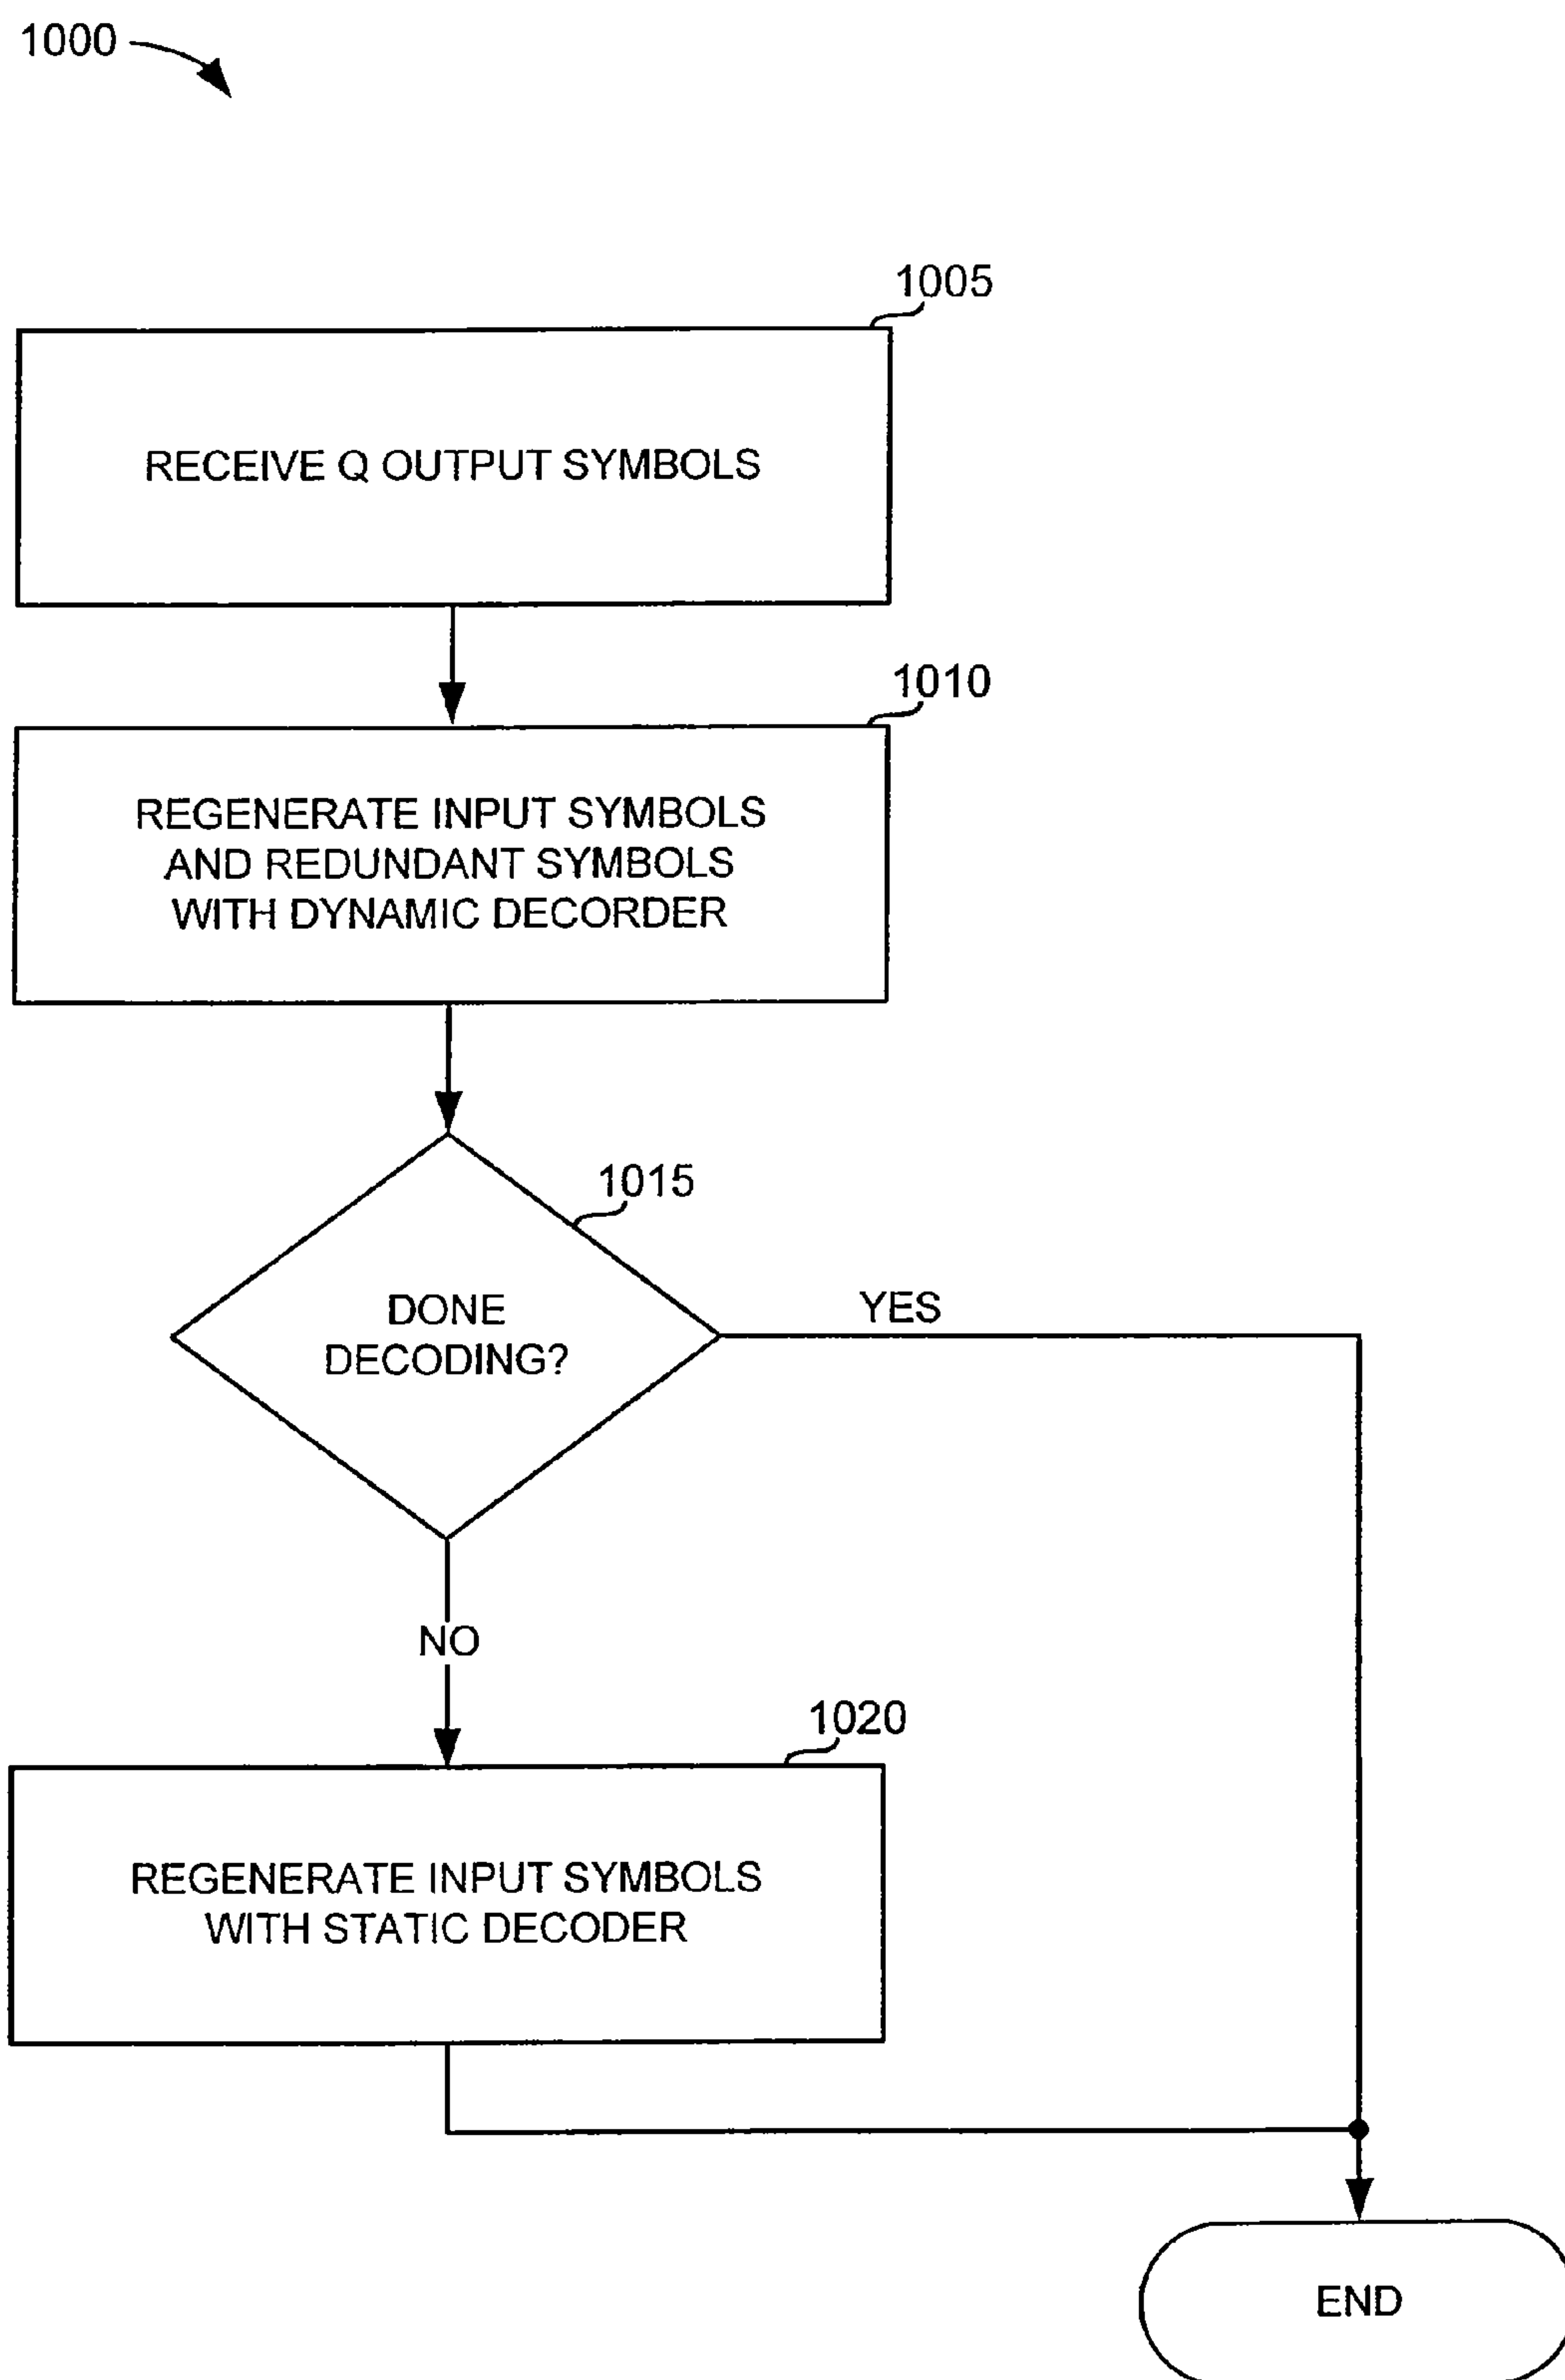 1000
1005
RECEIVE Q OUTPUT SYMBOLS
1010
REGENERATE INPUT SYMBOLS
AND REDUNDANT SYMBOLS
WITH DYNAMIC DECORDER
1015
DONE
DECODING?
YES
NO
1020
REGENERATE INPUT SYMBOLS
WITH STATIC DECODER
END